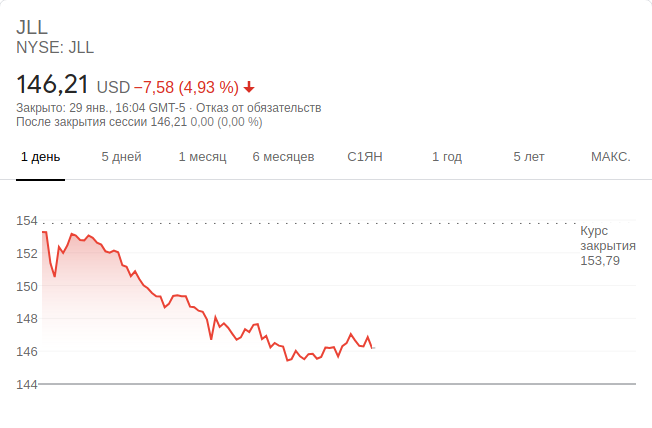 JLL
NYSE: JLL
146,21 USD −7,58 (4,93 %)
Закрыто: 29 янв., 16:04 GMT-5 · Отказ от обязательств
После закрытия сессии 146,21 0,00 (0,00 %)
1 день 5 дней 1 месяц 6 месяцев С1ЯН 1 год 5 лет МАКС.
154
Курс
закрытия
153,79
152
150
148
146
144